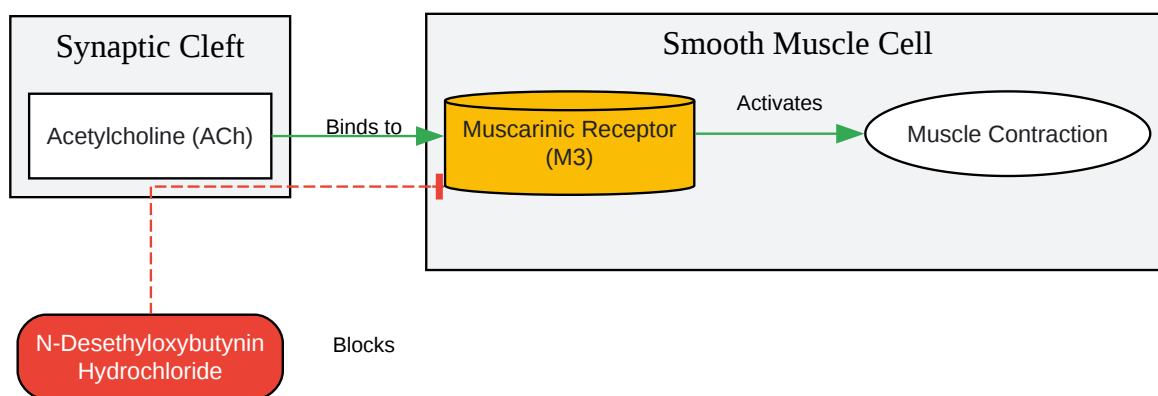 Synaptic Cleft
Smooth Muscle Cell
Acetylcholine (ACh)
Binds to
Muscarinic Receptor
(M3)
Activates
Muscle Contraction
N-Desethyloxybutynin
Hydrochloride
Blocks